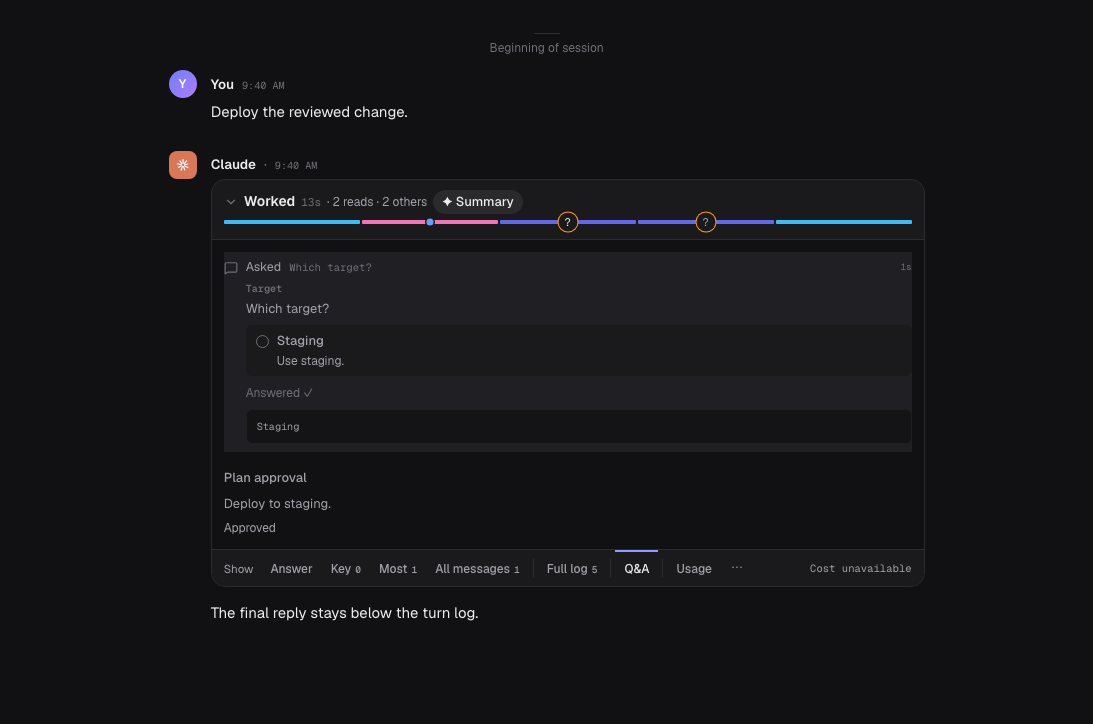 Beginning of session
Y
You 9:40 AM
Deploy the reviewed change.
Claude · 9:40 AM
Worked 13s · 2 reads · 2 others Summary
? ?
Asked Which target? 1s
Target
Which target?
Staging
Use staging.
Answered ✓
Staging
Plan approval
Deploy to staging.
Approved
Show Answer Key 0 Most 1 All messages 1 Full log 5 Q&A Usage ··· Cost unavailable
The final reply stays below the turn log.